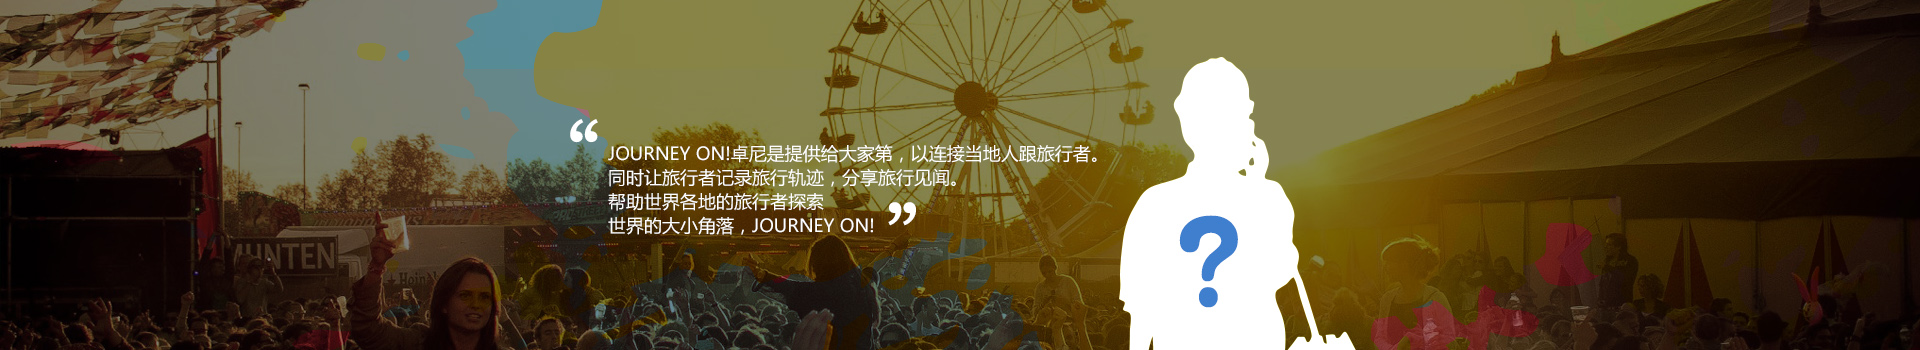 “ JOURNEY ON!卓尼是提供给大家第，以连接当地人跟旅行者。
同时让旅行者记录旅行轨迹，分享旅行见闻。
帮助世界各地的旅行者探索
世界的大小角落，JOURNEY ON! ”
MUNTEN
?